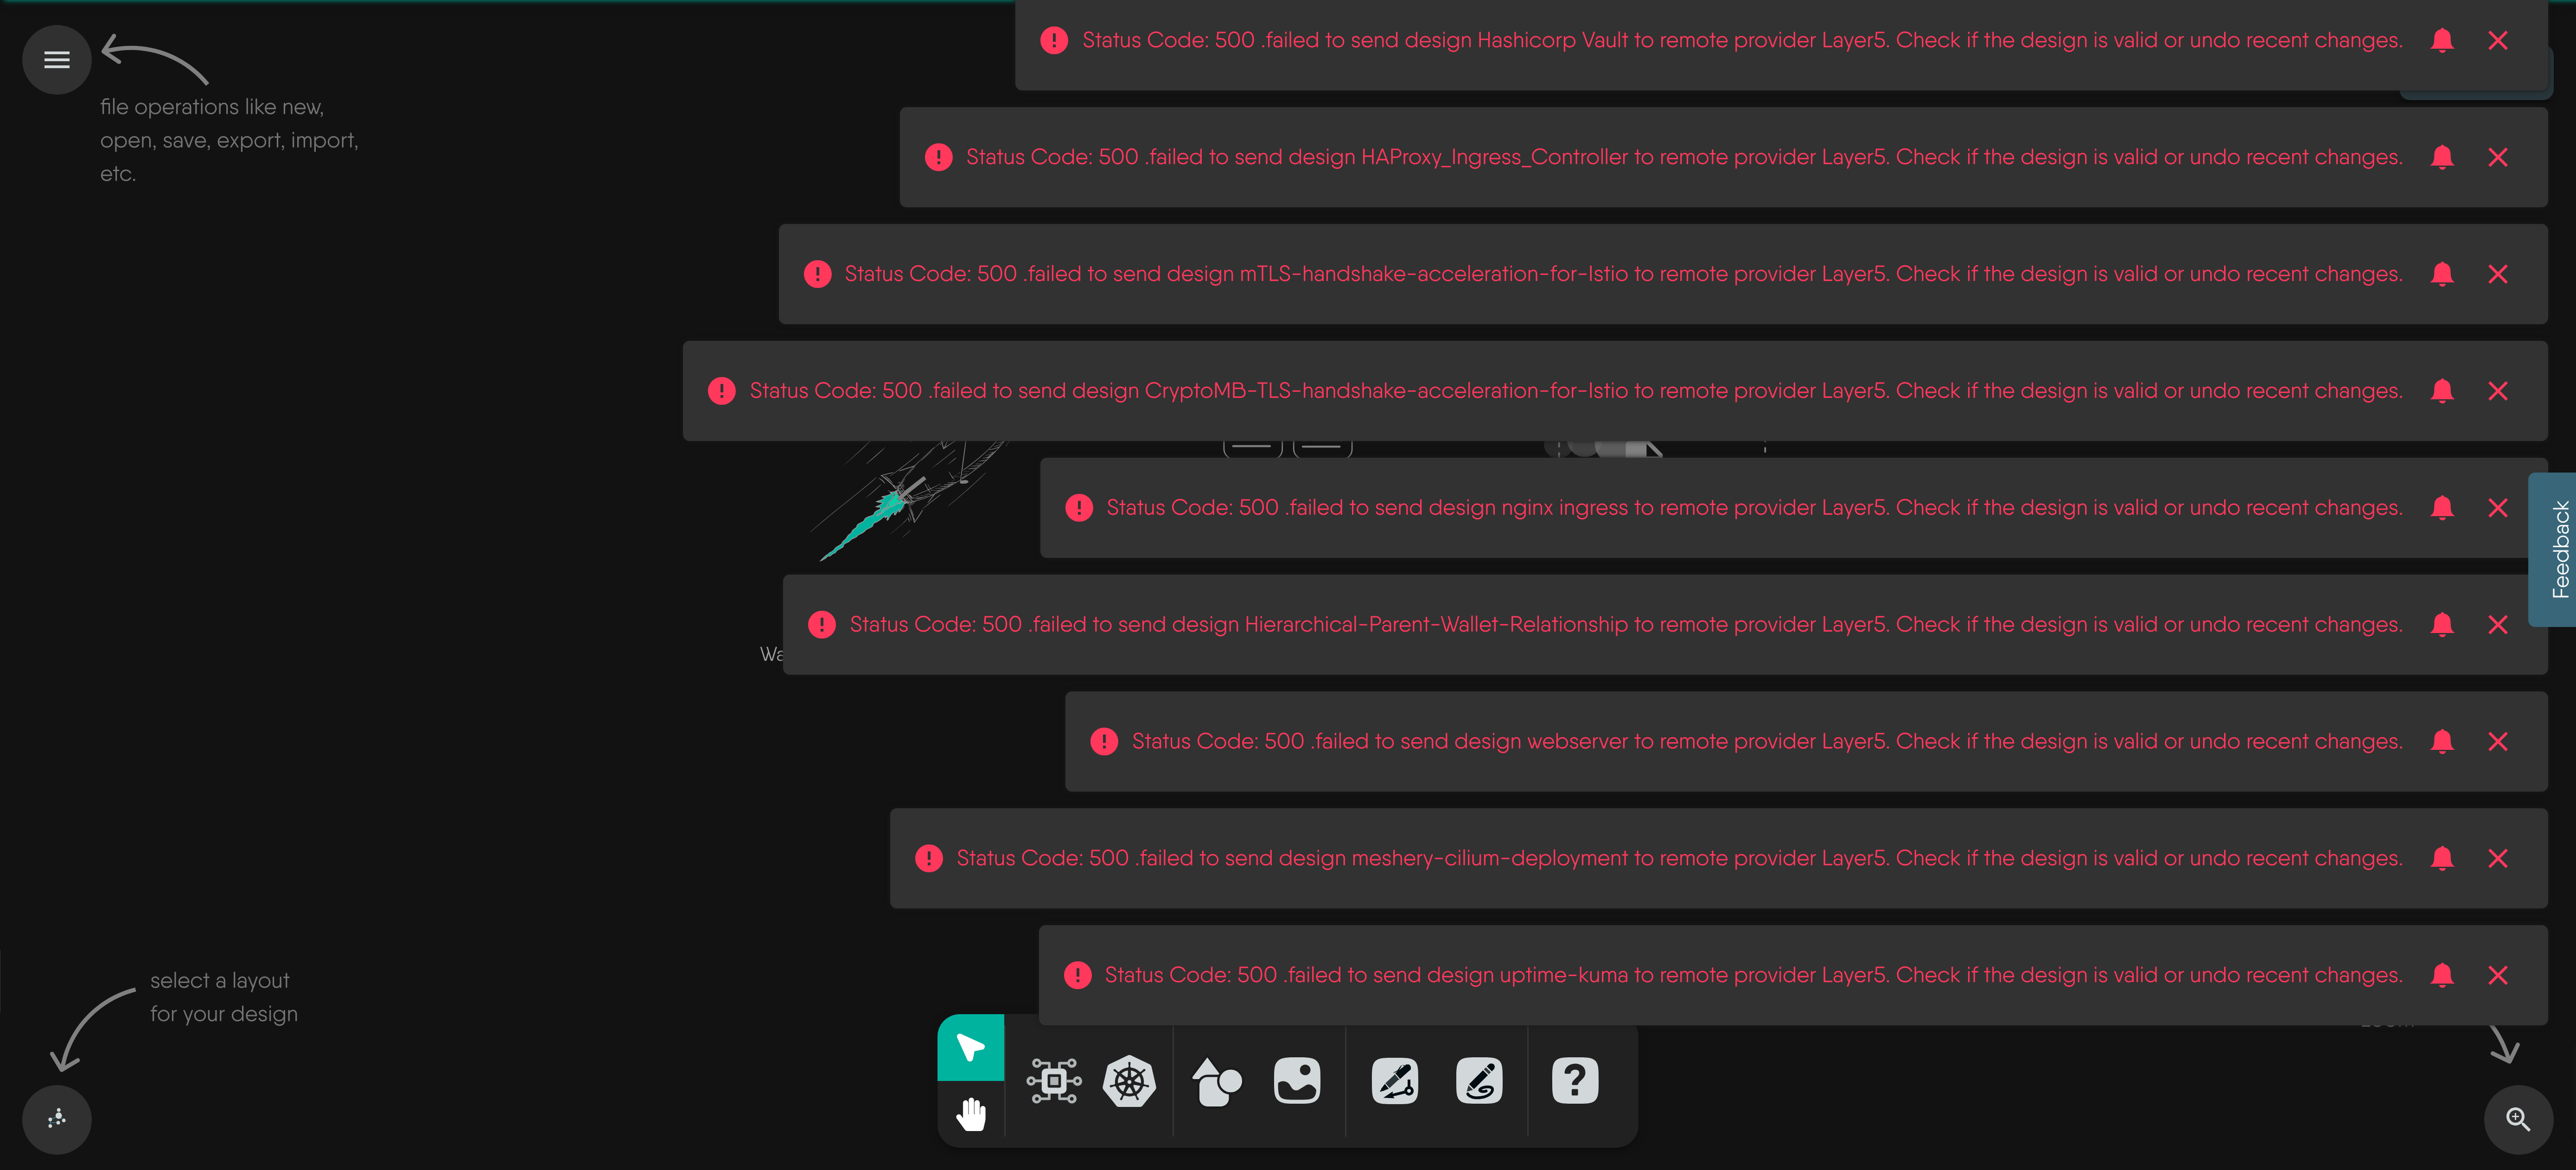 Status Code: 500 .failed to send design Hashicorp Vault to remote provider Layer5. Check if the design is valid or undo recent changes.
file operations like new,
open, save, export, import,
etc.
Status Code: 500 .failed to send design HAProxy_Ingress_Controller to remote provider Layer5. Check if the design is valid or undo recent changes.
Status Code: 500 .failed to send design mTLS-handshake-acceleration-for-Istio to remote provider Layer5. Check if the design is valid or undo recent changes.
Status Code: 500 .failed to send design CryptoMB-TLS-handshake-acceleration-for-Istio to remote provider Layer5. Check if the design is valid or undo recent changes.
Status Code: 500 .failed to send design nginx ingress to remote provider Layer5. Check if the design is valid or undo recent changes.
Feedback
Status Code: 500 .failed to send design Hierarchical-Parent-Wallet-Relationship to remote provider Layer5. Check if the design is valid or undo recent changes.
Status Code: 500 .failed to send design webserver to remote provider Layer5. Check if the design is valid or undo recent changes.
Status Code: 500 .failed to send design meshery-cilium-deployment to remote provider Layer5. Check if the design is valid or undo recent changes.
Status Code: 500 .failed to send design uptime-kuma to remote provider Layer5. Check if the design is valid or undo recent changes.
select a layout
for your design